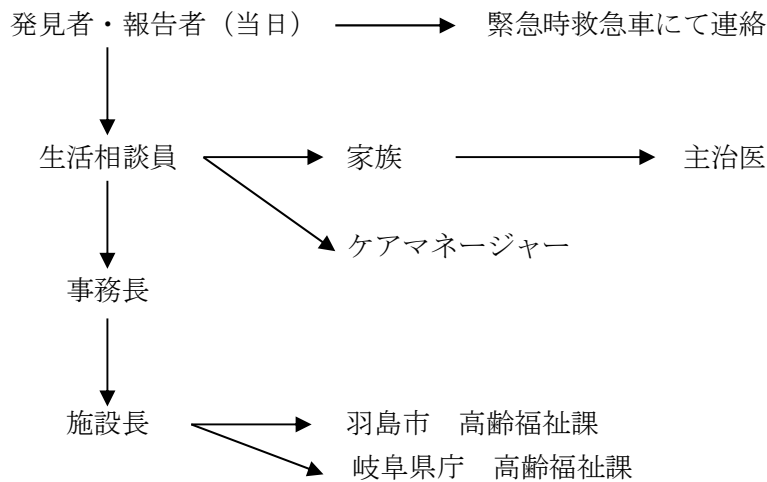 発見者・報告者（当日）　緊急時救急車にて連絡
生活相談員　家族　主治医
ケアマネージャー
事務長
施設長　羽島市　高齢福祉課
岐阜県庁　高齢福祉課